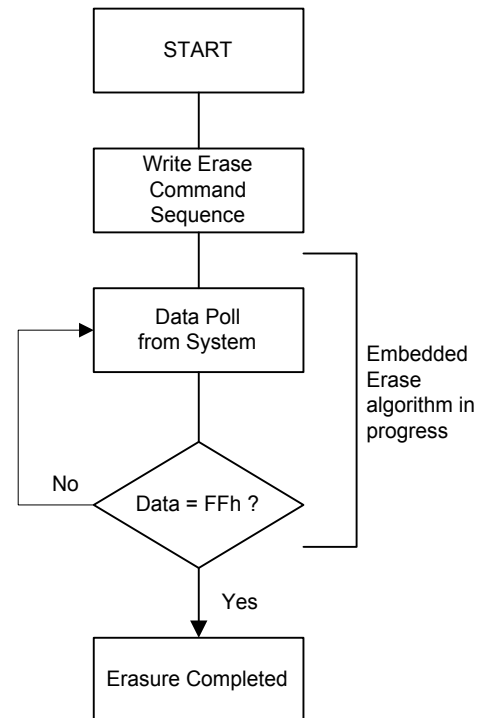 START
Write Erase
Command
Sequence
Data Poll
from System
Embedded
Erase
algorithm in
progress
No
Data = FFh ?
Yes
Erasure Completed